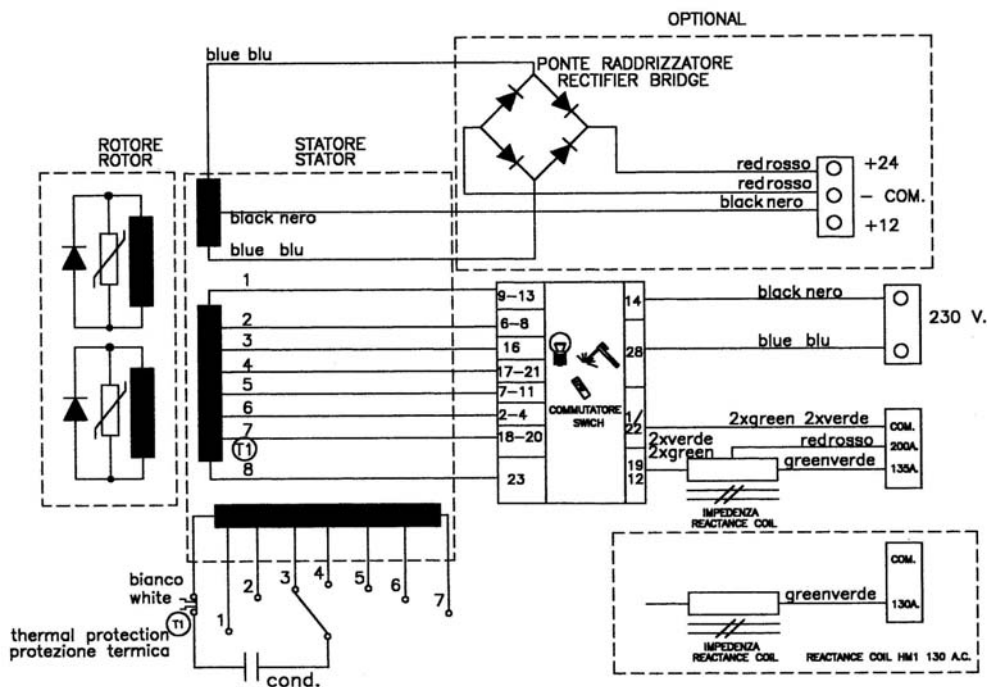 OPTIONAL
blue blu
PONTE RADDRIZZATORE
RECTIFIER BRIDGE
ROTORE
ROTOR
STATORE
STATOR
red rosso
+24
red rosso
- COM.
black nero
black nero
+12
blue blu
1
9-13
14
black nero
2
6-8
230 V.
3
16
28
blue blu
4
17-21
5
7-11
COMMUTATORE
SWICH
6
2-4
1/
22
2xgreen 2xverde
COM.
7
18-20
2xverde
2xgreen
red rosso
200A.
T1
8
23
19
12
green verde
135A.
IMPEDENZA
REACTANCE COIL
bianco
white
T1
thermal protection
protezione termica
1
2
3
4
5
6
7
cond.
COM.
green verde
130A.
IMPEDENZA
REACTANCE COIL
REACTANCE COIL HM1 130 A.C.